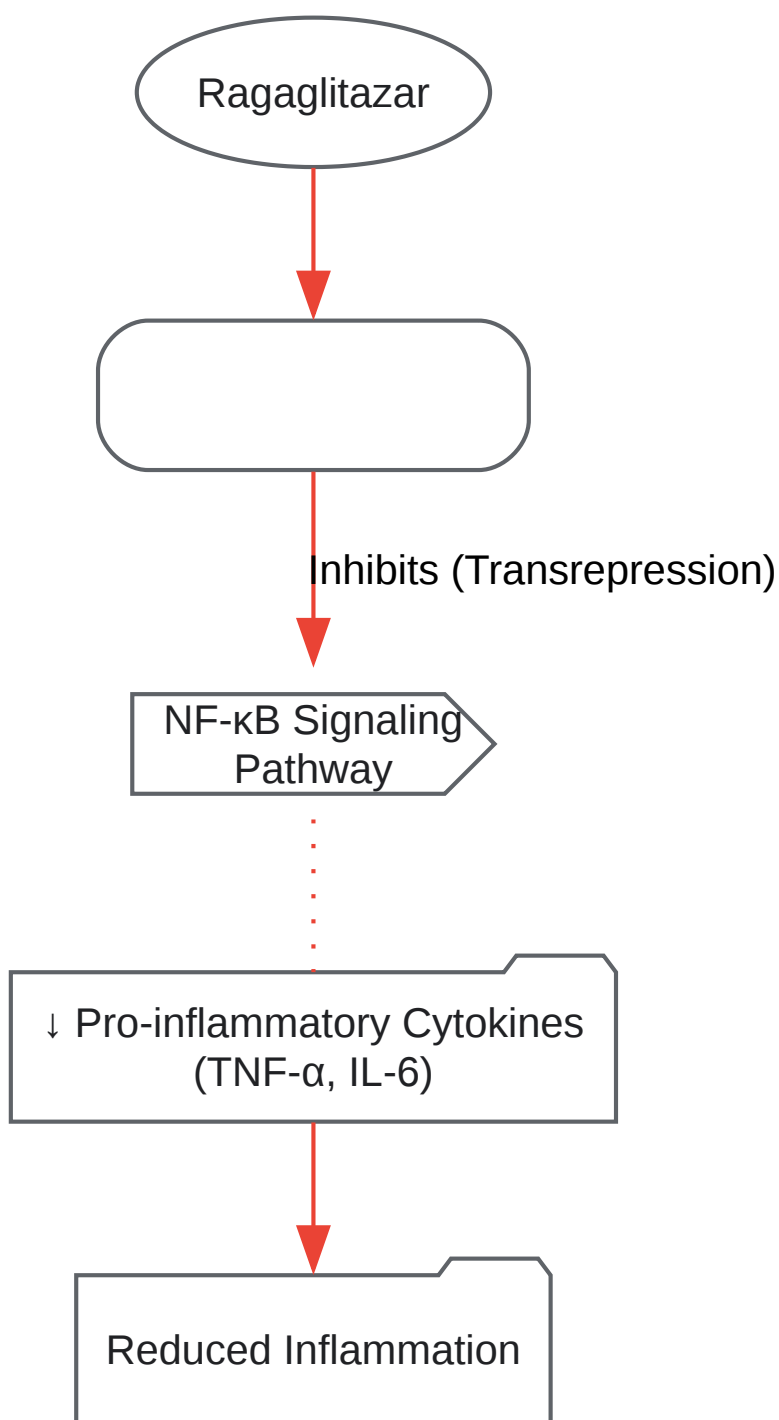 Ragaglitazar
Inhibits (Transrepression)
NF-κB Signaling
Pathway
↓ Pro-inflammatory Cytokines
(TNF-α, IL-6)
Reduced Inflammation